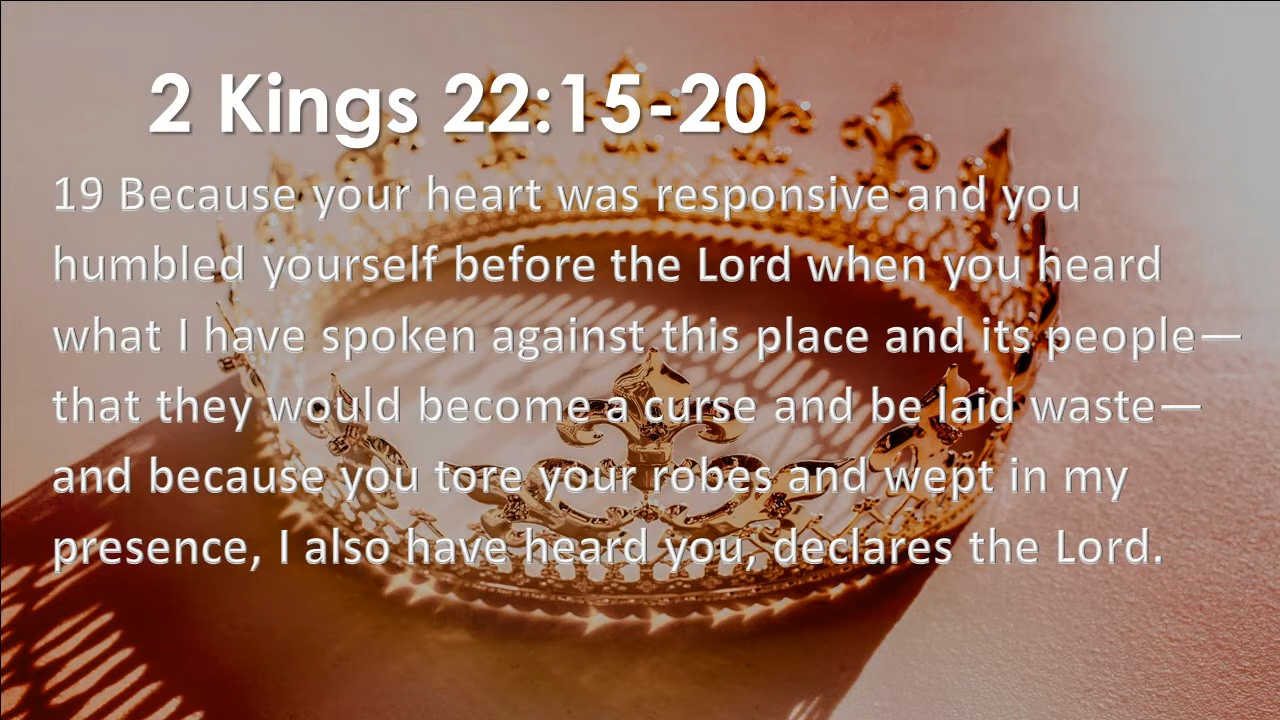 2 Kings 22:15-20
19 Because your heart was responsive and you
humbled yourself before the Lord when you heard
what I have spoken against this place and its people—
that they would become a curse and be laid waste—
and because you tore your robes and wept in my
presence, I also have heard you, declares the Lord.